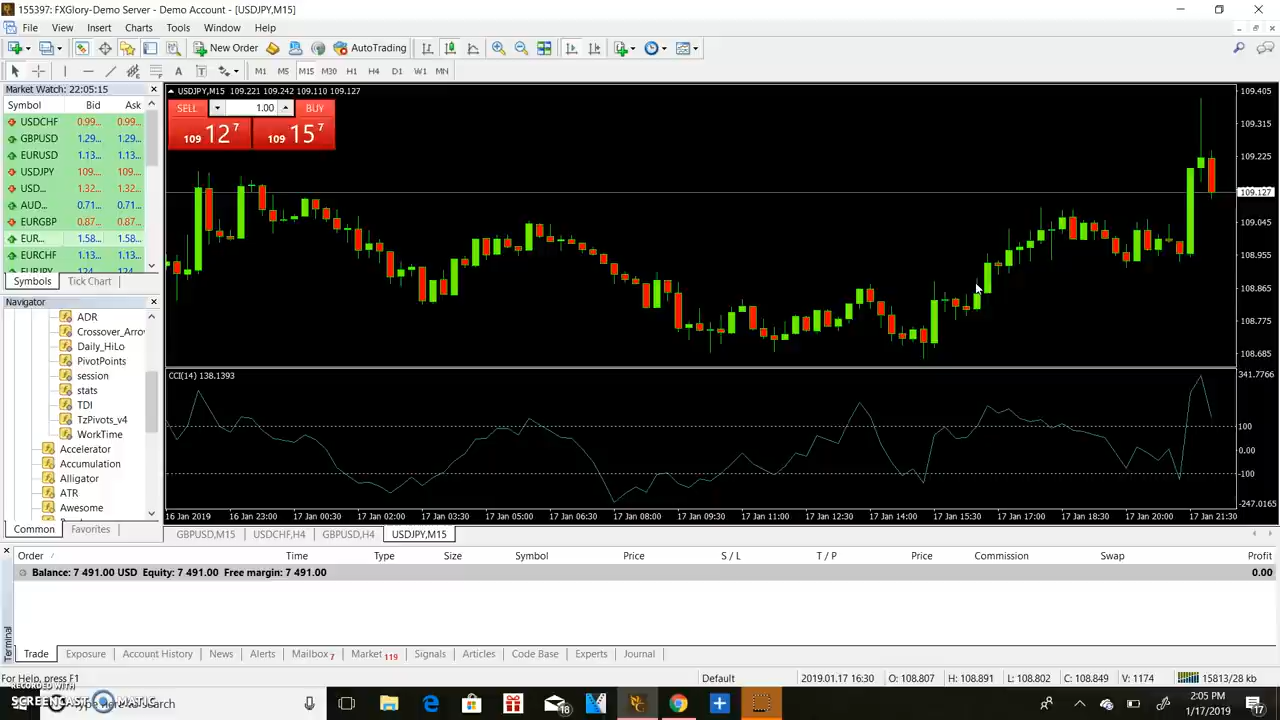 155397: FXGlory-Demo Server - Demo Account - [USDJPY,M15]
File View Insert Charts Tools Window Help
New Order AutoTrading
A T M1 M5 M15 M30 H1 H4 D1 W1 MN
Market Watch: 22:05:15
Symbol Bid Ask
USDCHF 0.99... 0.99...
GBPUSD 1.29... 1.29...
EURUSD 1.13... 1.13...
USDJPY 109.... 109....
USD... 1.32... 1.32...
AUD... 0.71... 0.71...
EURGBP 0.87... 0.87...
EUR... 1.58... 1.58...
EURCHF 1.13... 1.13...
EURJPY 124... 124...
Symbols Tick Chart
Navigator
ADR
Crossover_Arro
Daily_HiLo
PivotPoints
session
stats
TDI
TzPivots_v4
WorkTime
Accelerator
Accumulation
Alligator
ATR
Awesome
Common Favorites
USDJPY,M15 109.221 109.242 109.110 109.127
SELL 1.00 BUY
109 12 7 109 15 7
109.405
109.315
109.225
109.127
109.045
108.955
108.865
108.775
108.685
CCI(14) 138.1393
341.7766
100
0.00
-100
-247.0165
16 Jan 2019 16 Jan 23:00 17 Jan 00:30 17 Jan 02:00 17 Jan 03:30 17 Jan 05:00 17 Jan 06:30 17 Jan 08:00 17 Jan 09:30 17 Jan 11:00 17 Jan 12:30 17 Jan 14:00 17 Jan 15:30 17 Jan 17:00 17 Jan 18:30 17 Jan 20:00 17 Jan 21:30
GBPUSD,M15 USDCHF,H4 GBPUSD,H4 USDJPY,M15
Order Time Type Size Symbol Price S / L T / P Price Commission Swap Profit
Balance: 7 491.00 USD Equity: 7 491.00 Free margin: 7 491.00 0.00
Terminal
Trade Exposure Account History News Alerts Mailbox 7 Market 119 Signals Articles Code Base Experts Journal
For Help, press F1 Default 2019.01.17 16:30 O: 108.807 H: 108.891 L: 108.802 C: 108.849 V: 1174 15813/28 kb
RECORDED WITH
SCREENCAST MATIC
here to search
18
2:05 PM
1/17/2019
17